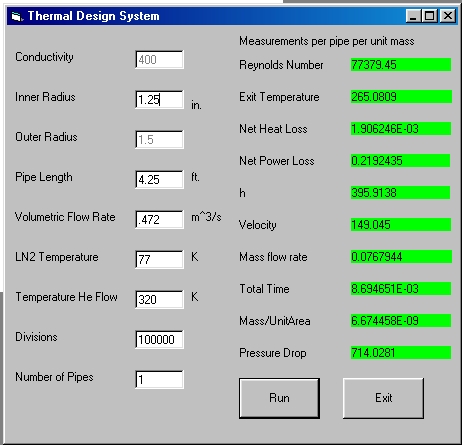 Thermal Design System
Conductivity 400
Inner Radius 1.25 in.
Outer Radius 1.5
Pipe Length 4.25 ft.
Volumetric Flow Rate .472 m^3/s
LN2 Temperature 77 K
Temperature He Flow 320 K
Divisions 100000
Number of Pipes 1
Measurements per pipe per unit mass
Reynolds Number 77379.45
Exit Temperature 265.0809
Net Heat Loss 1.906246E-03
Net Power Loss 0.2192435
h 395.9138
Velocity 149.045
Mass flow rate 0.0767944
Total Time 8.694651E-03
Mass/UnitArea 6.674458E-09
Pressure Drop 714.0281
Run Exit